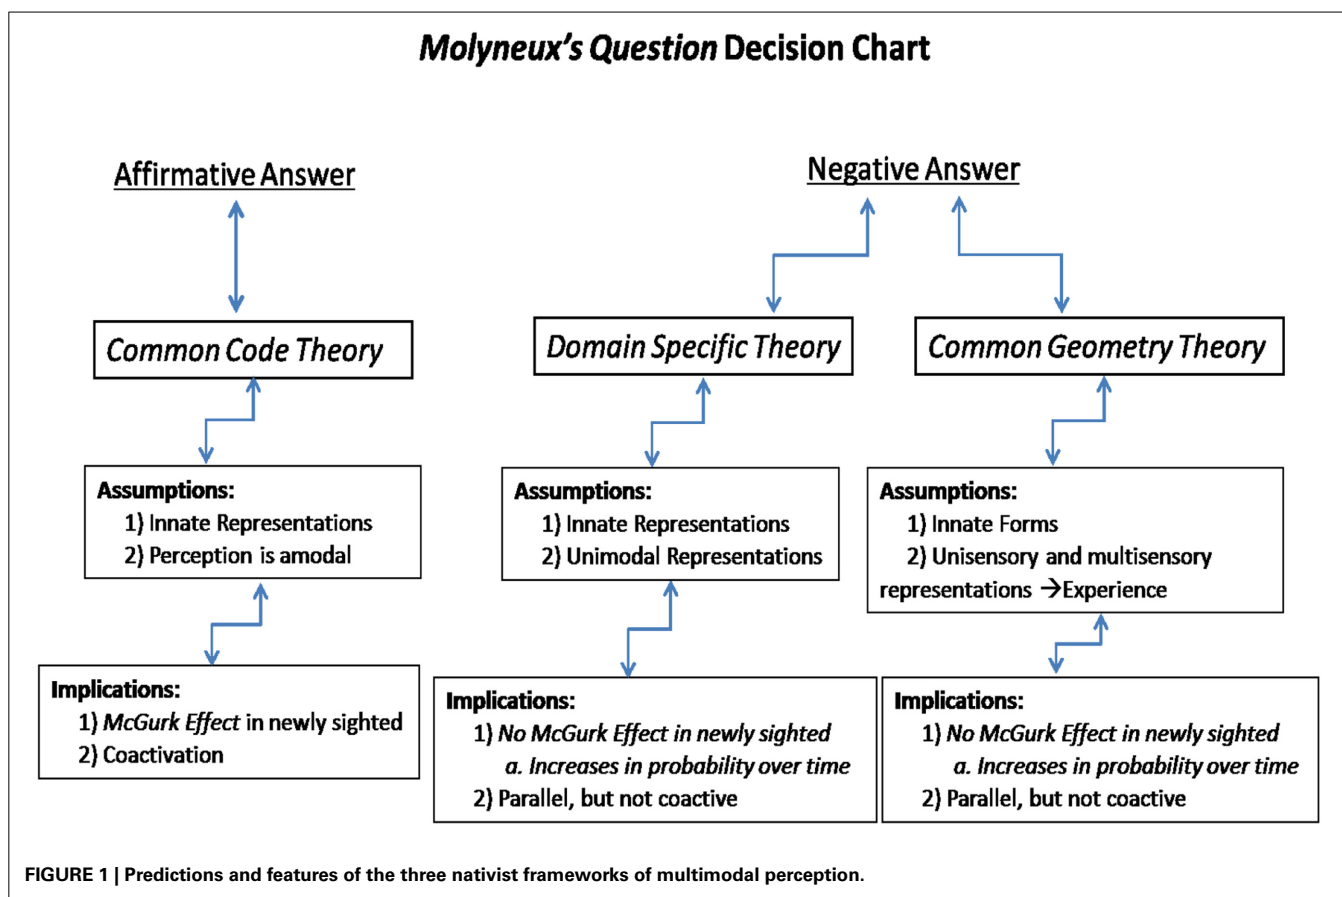 Molyneux's Question Decision Chart
Affirmative Answer
Negative Answer
Common Code Theory
Domain Specific Theory
Common Geometry Theory
Assumptions:
1) Innate Representations
2) Perception is amodal
Assumptions:
1) Innate Representations
2) Unimodal Representations
Assumptions:
1) Innate Forms
2) Unisensory and multisensory
representations →Experience
Implications:
1) McGurk Effect in newly sighted
2) Coactivation
Implications:
1) No McGurk Effect in newly sighted
a. Increases in probability over time
2) Parallel, but not coactive
Implications:
1) No McGurk Effect in newly sighted
a. Increases in probability over time
2) Parallel, but not coactive
FIGURE 1 | Predictions and features of the three nativist frameworks of multimodal perception.